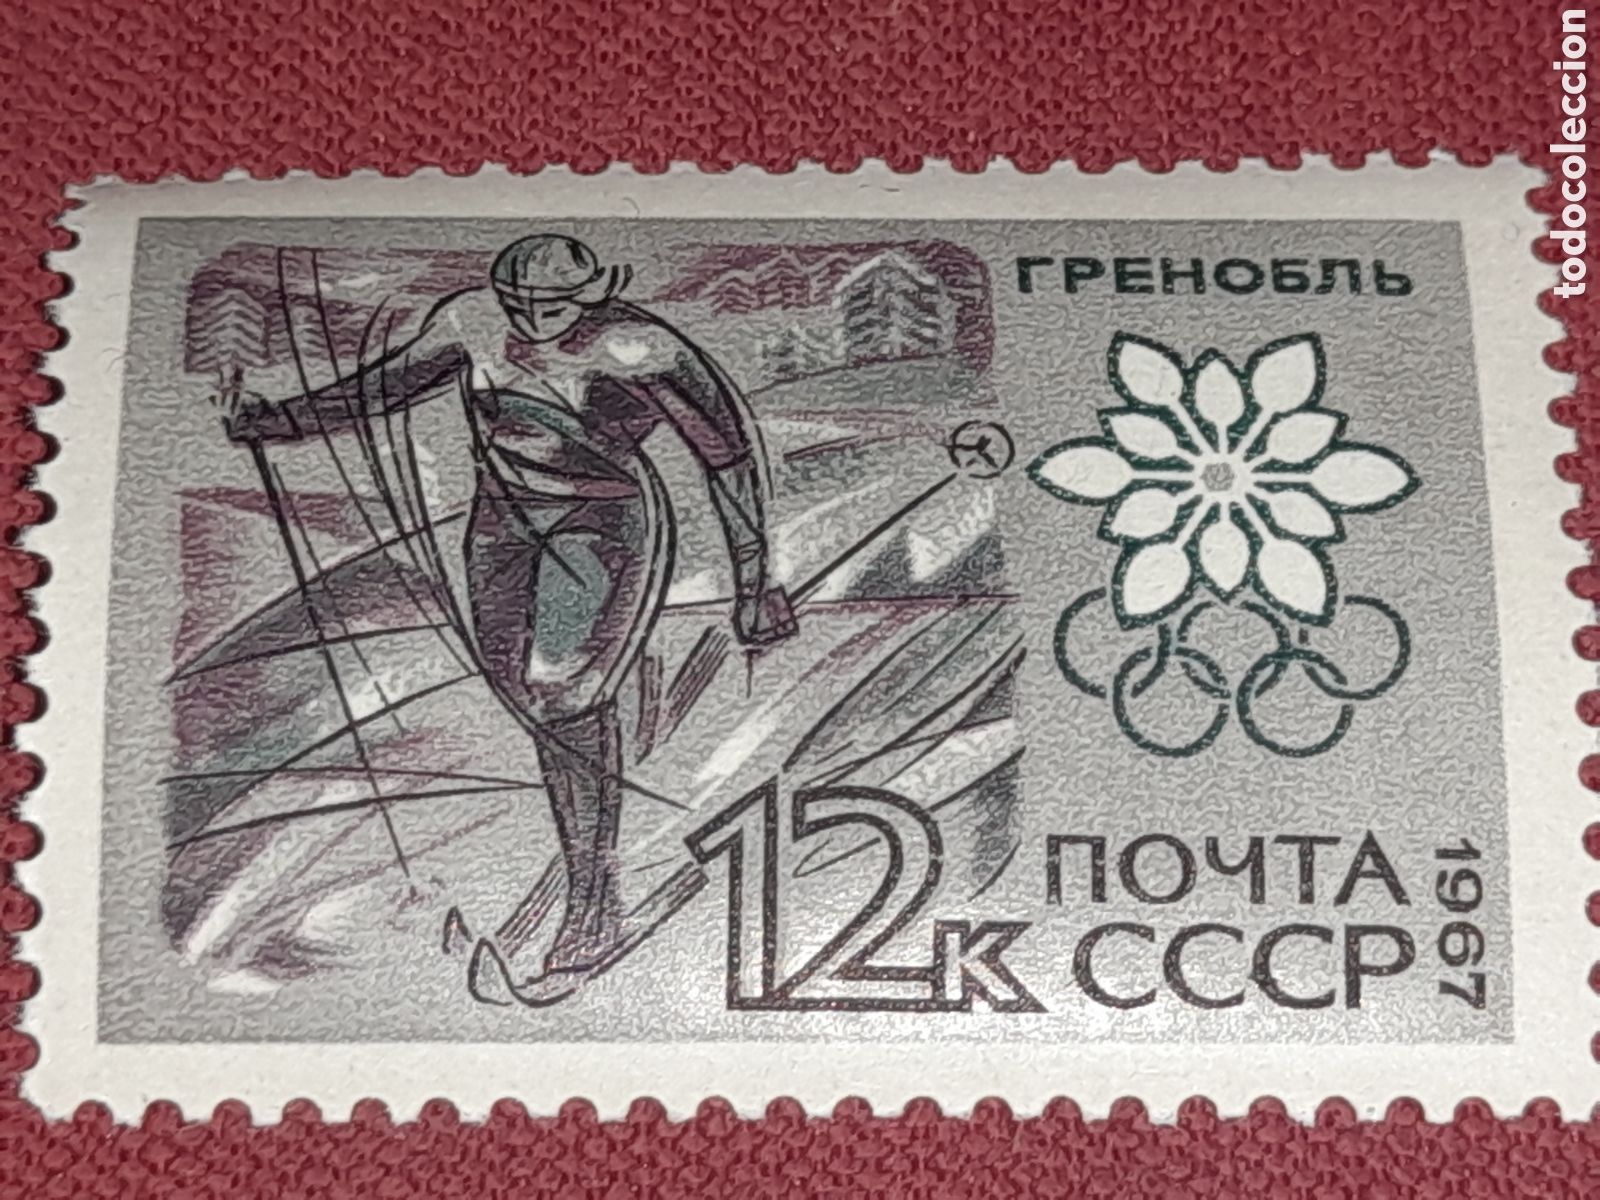 ГРЕНОБЛЬ
12К
ПОЧТА
СССР
1967
todocoleccion